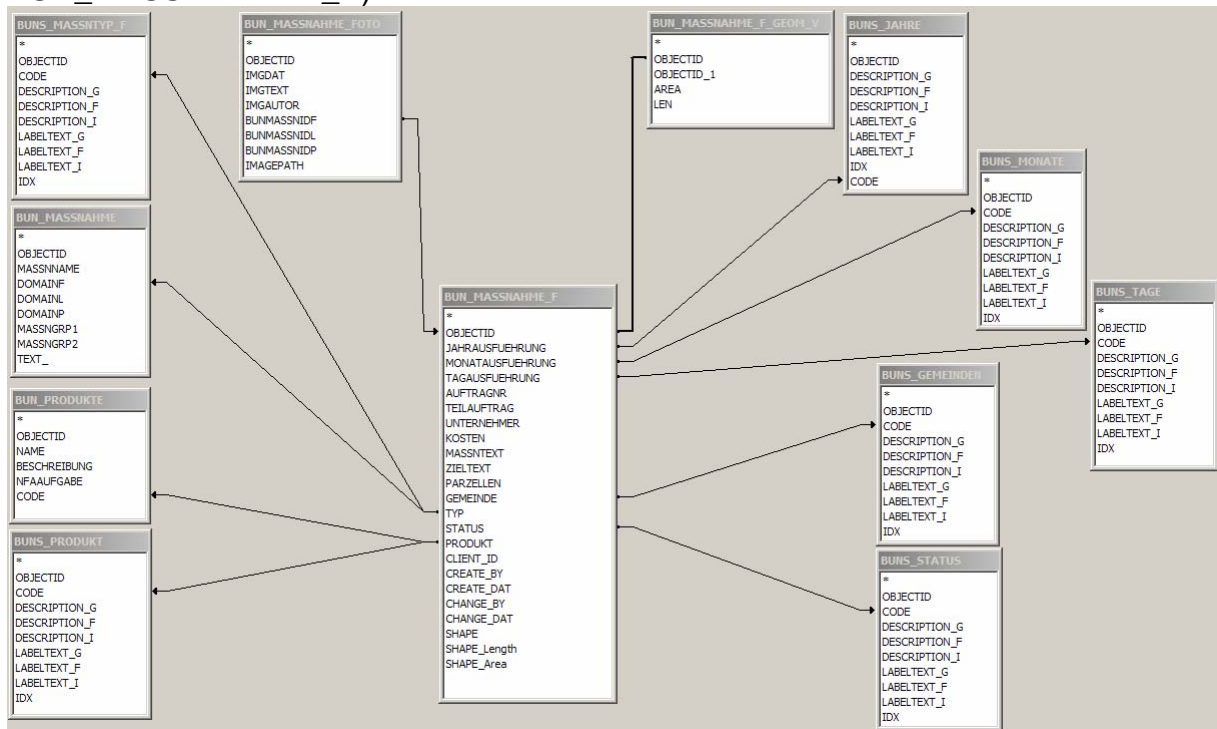 BUNS_MASSNTYP_F
*
OBJECTID
CODE
DESCRIPTION_G
DESCRIPTION_F
DESCRIPTION_I
LABELTEXT_G
LABELTEXT_F
LABELTEXT_I
IDX
BUN_MASSNAHME_FOTO
*
OBJECTID
IMGDAT
IMGTEXT
IMGAUTOR
BUNMASSNIDF
BUNMASSNIDL
BUNMASSNIDP
IMAGEPATH
BUN_MASSNAHME_F_GEOM_V
*
OBJECTID
OBJECTID_1
AREA
LEN
BUNS_JAHRE
*
OBJECTID
DESCRIPTION_G
DESCRIPTION_F
DESCRIPTION_I
LABELTEXT_G
LABELTEXT_F
LABELTEXT_I
IDX
CODE
BUNS_MONATE
*
OBJECTID
CODE
DESCRIPTION_G
DESCRIPTION_F
DESCRIPTION_I
LABELTEXT_G
LABELTEXT_F
LABELTEXT_I
IDX
BUN_MASSNAHME
*
OBJECTID
MASSNNAME
DOMAINF
DOMAINL
DOMAINP
MASSNGRP1
MASSNGRP2
TEXT_
BUN_MASSNAHME_F
*
OBJECTID
JAHRAUSFUEHRUNG
MONATAUSFUEHRUNG
TAGAUSFUEHRUNG
AUFTRAGNR
TEILAUFTRAG
UNTERNEHMER
KOSTEN
MASSNTEXT
ZIELTEXT
PARZELLEN
GEMEINDE
TYP
STATUS
PRODUKT
CLIENT_ID
CREATE_BY
CREATE_DAT
CHANGE_BY
CHANGE_DAT
SHAPE
SHAPE_Length
SHAPE_Area
BUNS_TAGE
*
OBJECTID
CODE
DESCRIPTION_G
DESCRIPTION_F
DESCRIPTION_I
LABELTEXT_G
LABELTEXT_F
LABELTEXT_I
IDX
BUN_PRODUKTE
*
OBJECTID
NAME
BESCHREIBUNG
NFAAUFGABE
CODE
BUNS_GEMEINDEN
*
OBJECTID
CODE
DESCRIPTION_G
DESCRIPTION_F
DESCRIPTION_I
LABELTEXT_G
LABELTEXT_F
LABELTEXT_I
IDX
BUNS_PRODUKT
*
OBJECTID
CODE
DESCRIPTION_G
DESCRIPTION_F
DESCRIPTION_I
LABELTEXT_G
LABELTEXT_F
LABELTEXT_I
IDX
BUNS_STATUS
*
OBJECTID
CODE
DESCRIPTION_G
DESCRIPTION_F
DESCRIPTION_I
LABELTEXT_G
LABELTEXT_F
LABELTEXT_I
IDX